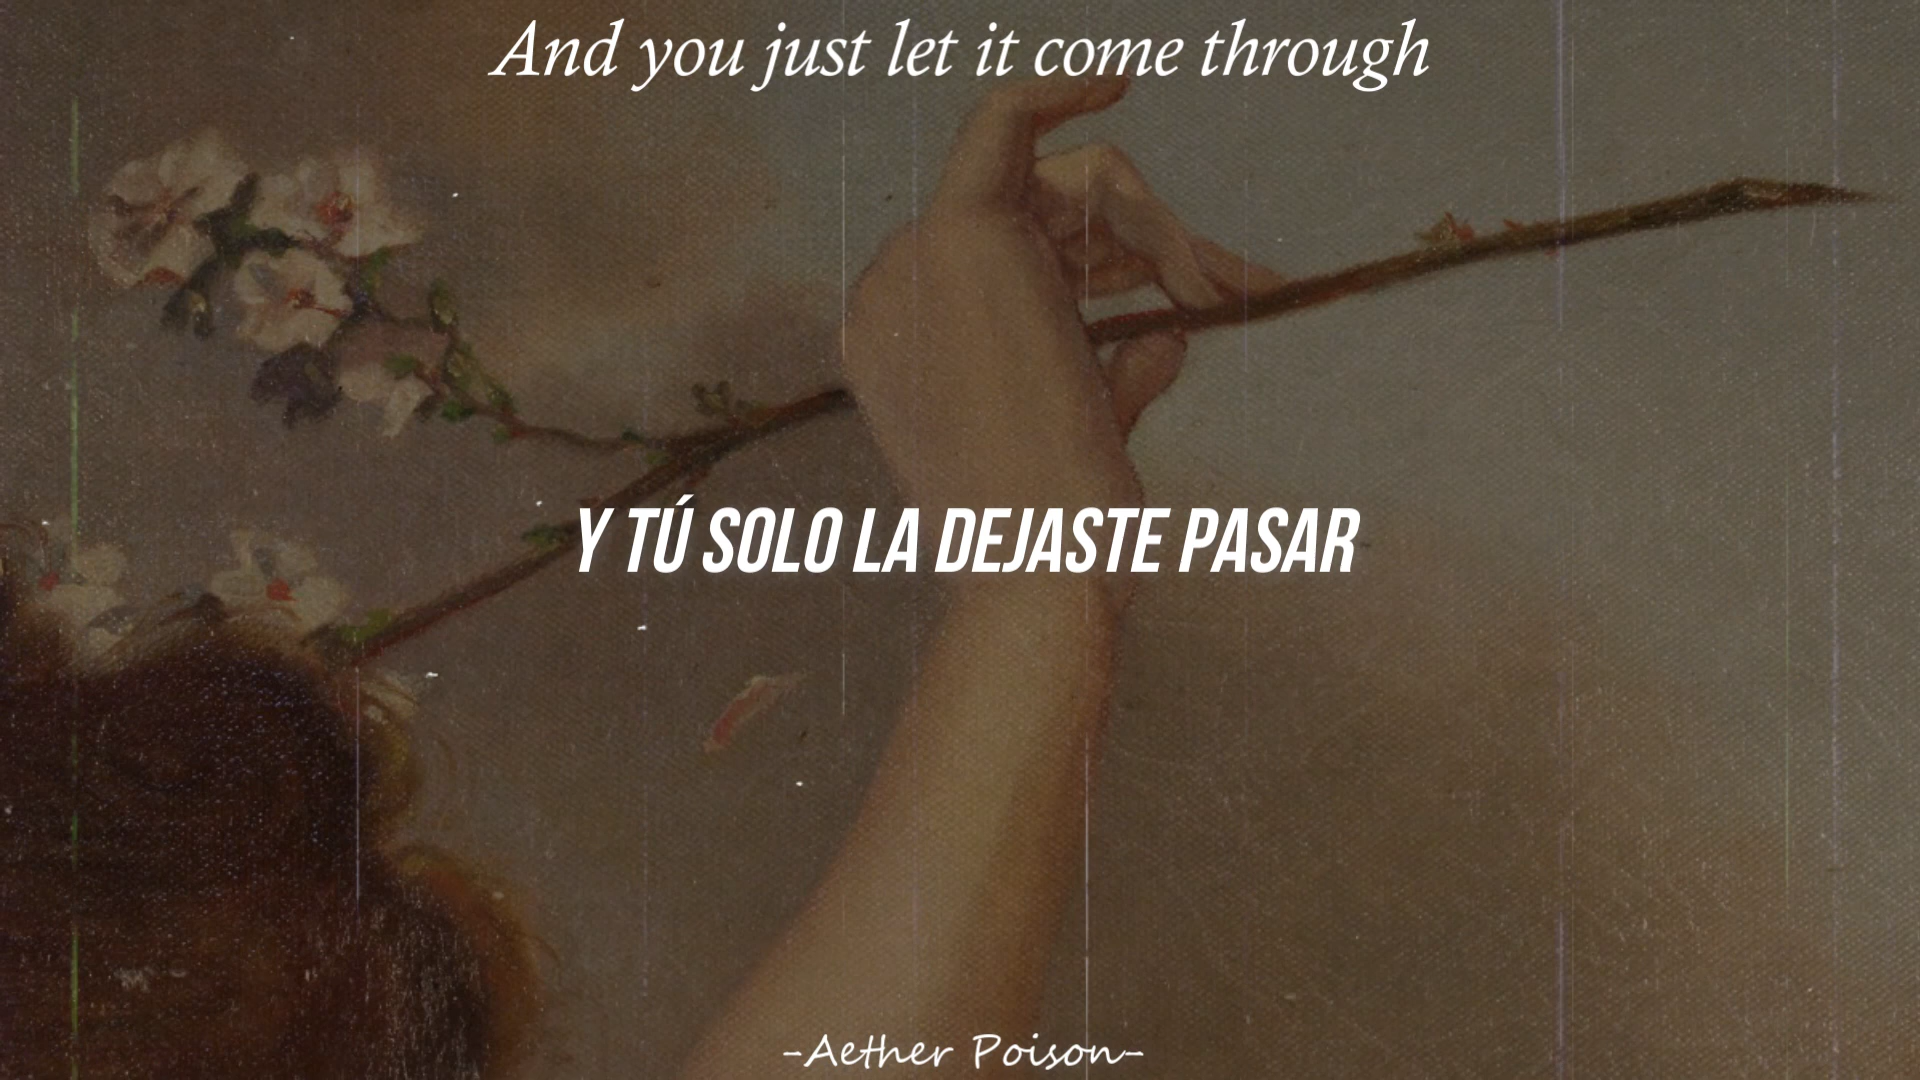 And you just let it come through
Y TÚ SOLO LA DEJASTE PASAR
-Aether Poison-